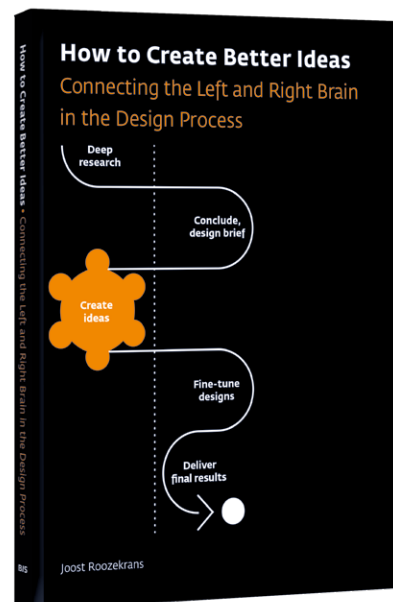 How to Create Better Ideas
Connecting the Left and Right Brain
in the Design Process
Deep
research
Conclude,
design brief
Create
ideas
Fine-tune
designs
Deliver
final results
Joost Roozekrans
How to Create Better Ideas • Connecting the Left and Right Brain in the Design Process
BIS